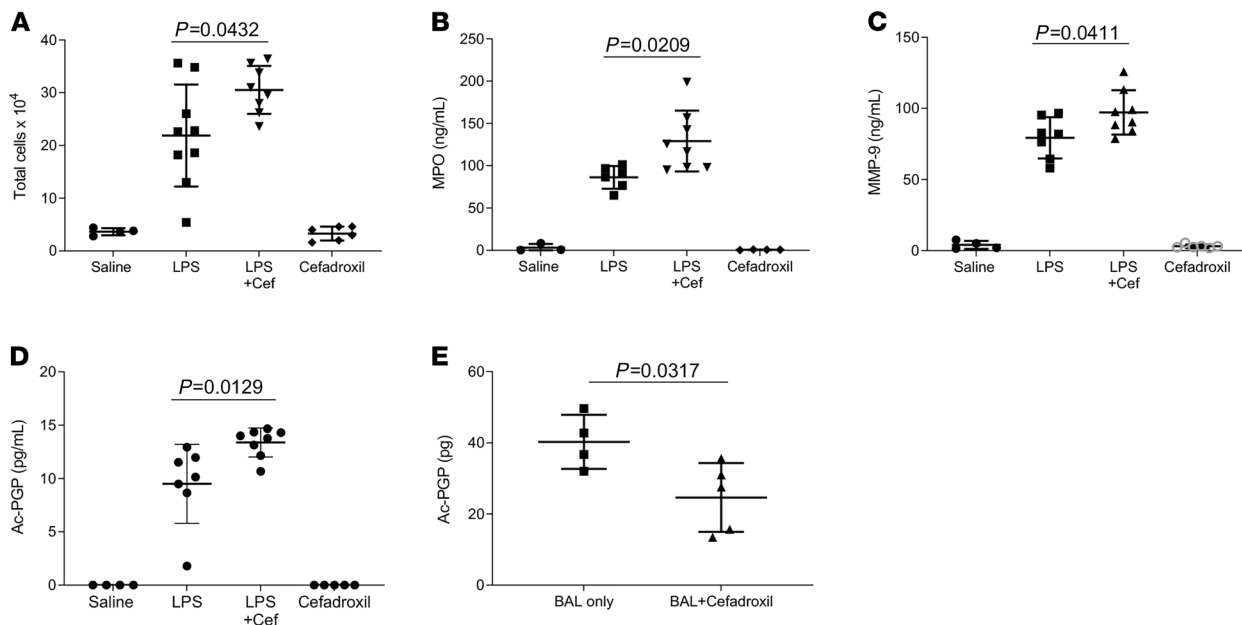 A
P=0.0432
Total cells x 10⁴
40
30
20
10
0
Saline
LPS
LPS
+Cef
Cefadroxil
B
P=0.0209
MPO (ng/mL)
250
200
150
100
50
0
Saline
LPS
LPS
+Cef
Cefadroxil
C
P=0.0411
MMP-9 (ng/mL)
150
100
50
0
Saline
LPS
LPS
+Cef
Cefadroxil
D
P=0.0129
Ac-PGP (pg/mL)
20
15
10
5
0
Saline
LPS
LPS
+Cef
Cefadroxil
E
P=0.0317
Ac-PGP (pg)
60
40
20
0
BAL only
BAL+Cefadroxil